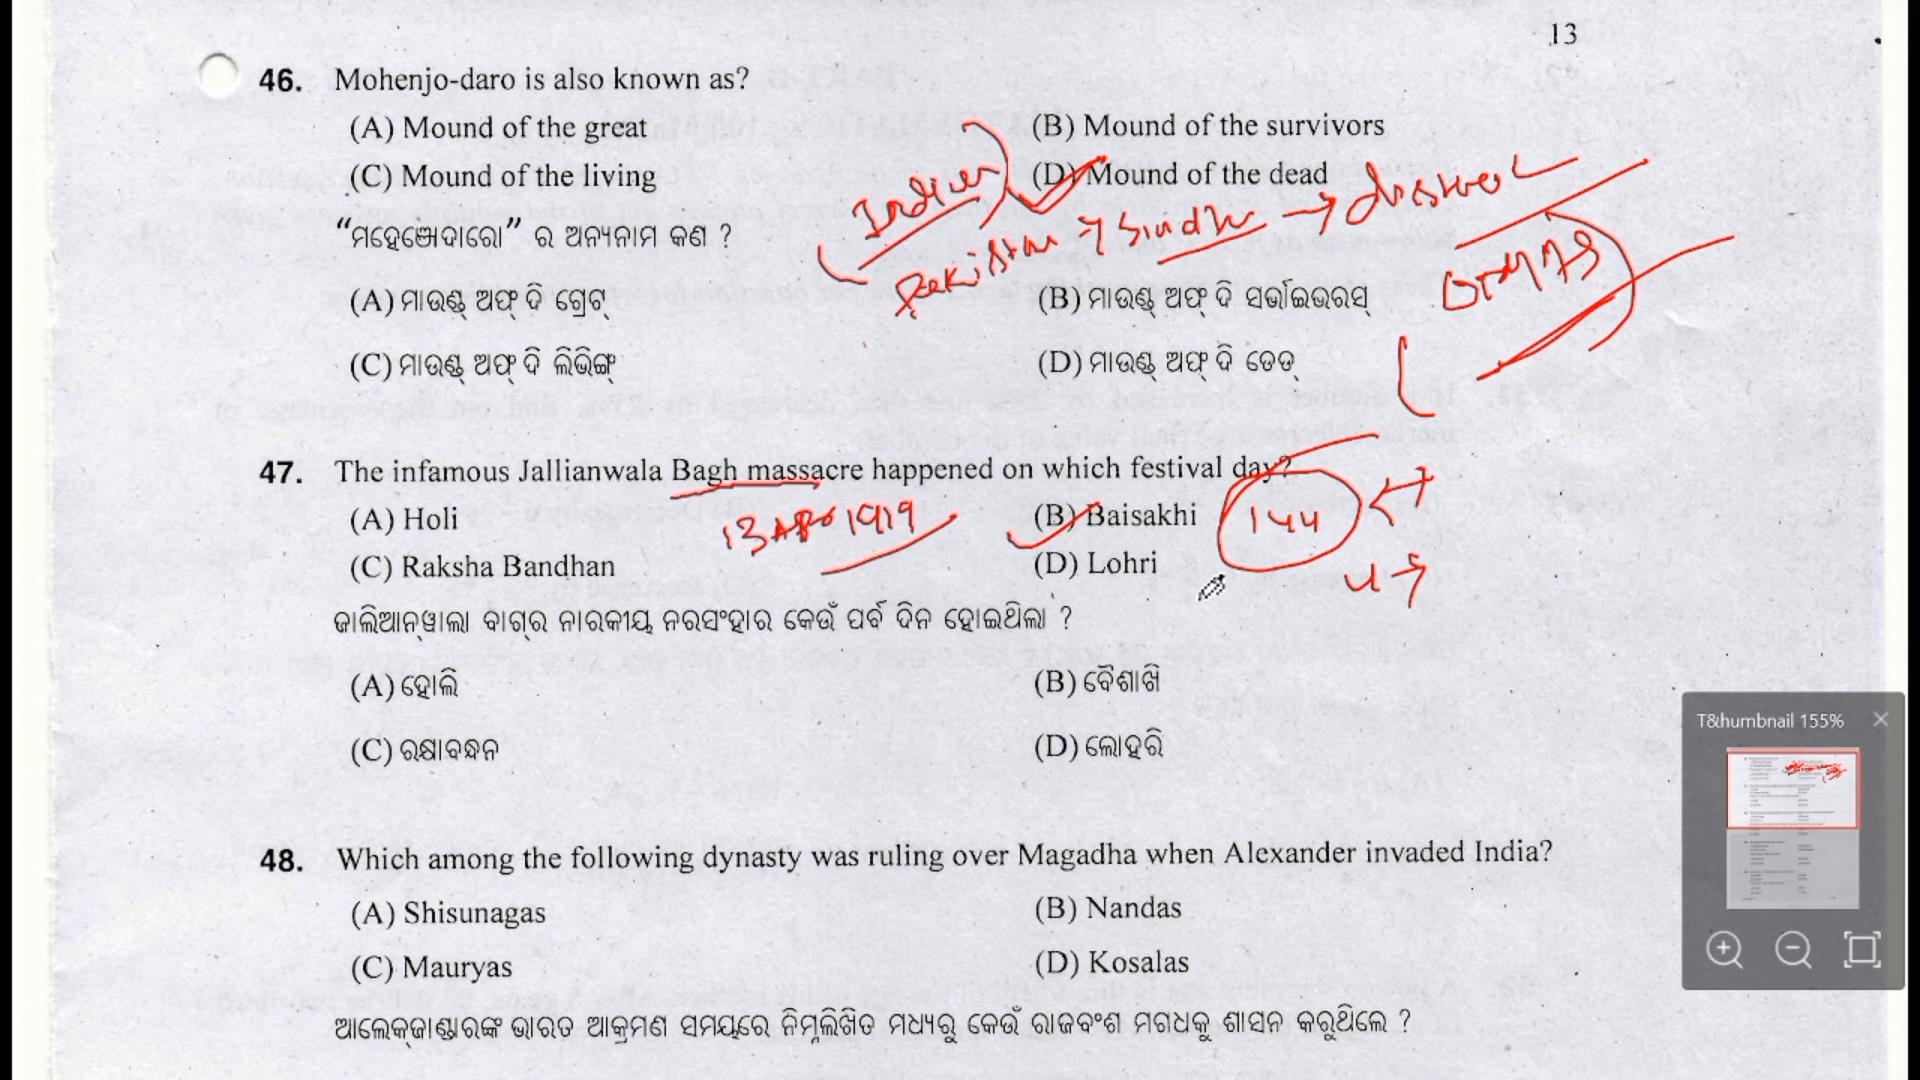 13
46. Mohenjo-daro is also known as?
(A) Mound of the great (B) Mound of the survivors
(C) Mound of the living (D) Mound of the dead
Indian
Pakistan → Sindh →
"ମହେଞ୍ଜୋଦାରୋ" ର ଅନ୍ୟନାମ କଣ ?
(A) ମାଉଣ୍ଡ୍ ଅଫ୍ ଦି ଗ୍ରେଟ୍ (B) ମାଉଣ୍ଡ୍ ଅଫ୍ ଦି ସର୍ଭାଇଭରସ୍
(C) ମାଉଣ୍ଡ୍ ଅଫ୍ ଦି ଲିଭିଙ୍ଗ୍ (D) ମାଉଣ୍ଡ୍ ଅଫ୍ ଦି ଡେଡ୍
47. The infamous Jallianwala Bagh massacre happened on which festival day?
(A) Holi (B) Baisakhi
13 1919
144
(C) Raksha Bandhan (D) Lohri
ଜାଲିଆନ୍ୱାଲା ବାଗ୍‌ର ନାରକୀୟ ନରସଂହାର କେଉଁ ପର୍ବ ଦିନ ହୋଇଥିଲା ?
(A) ହୋଲି (B) ବୈଶାଖି
(C) ରକ୍ଷାବନ୍ଧନ (D) ଲୋହରି
48. Which among the following dynasty was ruling over Magadha when Alexander invaded India?
(A) Shisunagas (B) Nandas
(C) Mauryas (D) Kosalas
ଆଲେକ୍‌ଜାଣ୍ଡାରଙ୍କ ଭାରତ ଆକ୍ରମଣ ସମୟରେ ନିମ୍ନଲିଖିତ ମଧ୍ୟରୁ କେଉଁ ରାଜବଂଶ ମଗଧକୁ ଶାସନ କରୁଥିଲେ ?
T&humbnail 155%